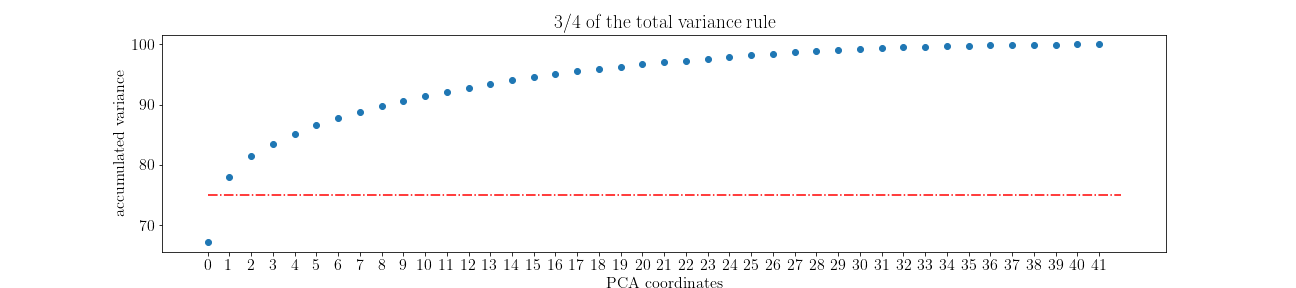 3/4 of the total variance rule
100
90
80
70
accumulated variance
0 1 2 3 4 5 6 7 8 9 10 11 12 13 14 15 16 17 18 19 20 21 22 23 24 25 26 27 28 29 30 31 32 33 34 35 36 37 38 39 40 41
PCA coordinates